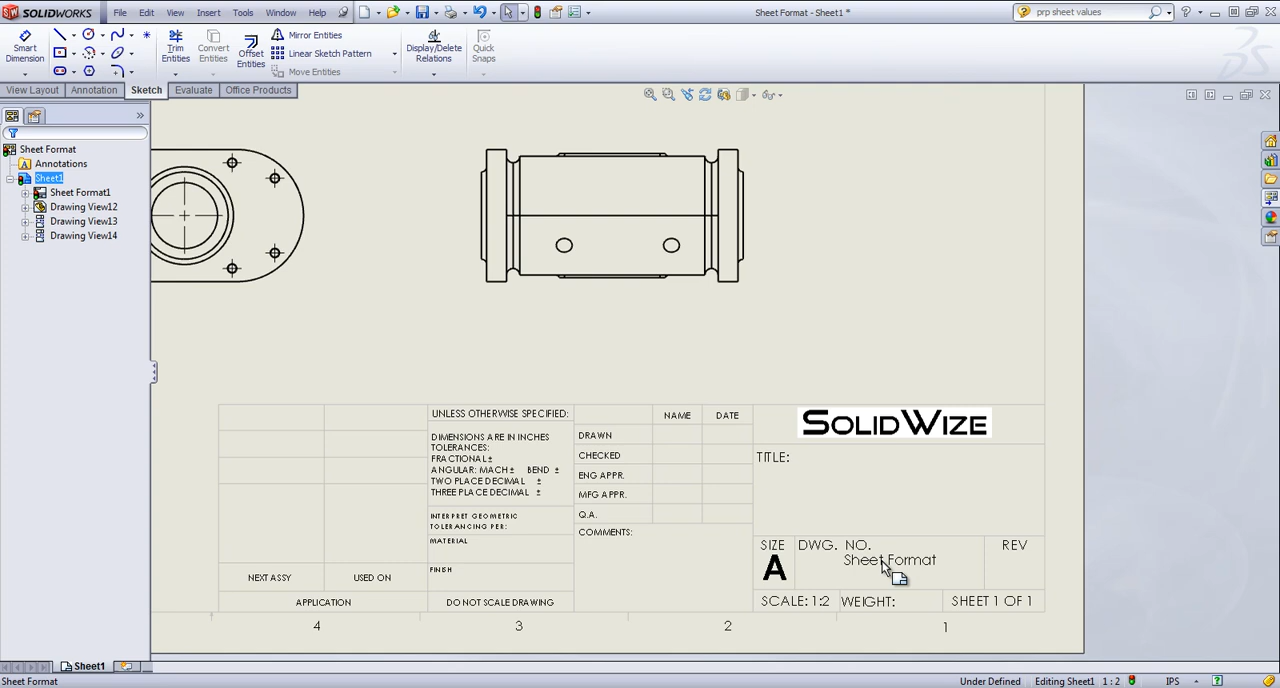 SOLIDWORKS
File Edit View Insert Tools Window Help
Sheet Format - Sheet1 *
prp sheet values
Smart Dimension
Trim Entities
Convert Entities
Offset Entities
Mirror Entities
Linear Sketch Pattern
Move Entities
Display/Delete Relations
Quick Snaps
View Layout Annotation Sketch Evaluate Office Products
Sheet Format
Annotations
Sheet1
Sheet Format1
Drawing View12
Drawing View13
Drawing View14
UNLESS OTHERWISE SPECIFIED:
DIMENSIONS ARE IN INCHES
TOLERANCES:
FRACTIONAL±
ANGULAR: MACH± BEND ±
TWO PLACE DECIMAL ±
THREE PLACE DECIMAL ±
INTERPRET GEOMETRIC
TOLERANCING PER:
MATERIAL
FINISH
DO NOT SCALE DRAWING
NEXT ASSY
USED ON
APPLICATION
NAME
DATE
DRAWN
CHECKED
ENG APPR.
MFG APPR.
Q.A.
COMMENTS:
SOLIDWIZE
TITLE:
SIZE
A
DWG. NO.
Sheet Format
REV
SCALE: 1:2
WEIGHT:
SHEET 1 OF 1
4
3
2
1
Sheet1
Sheet Format
Under Defined
Editing Sheet1
1 : 2
IPS